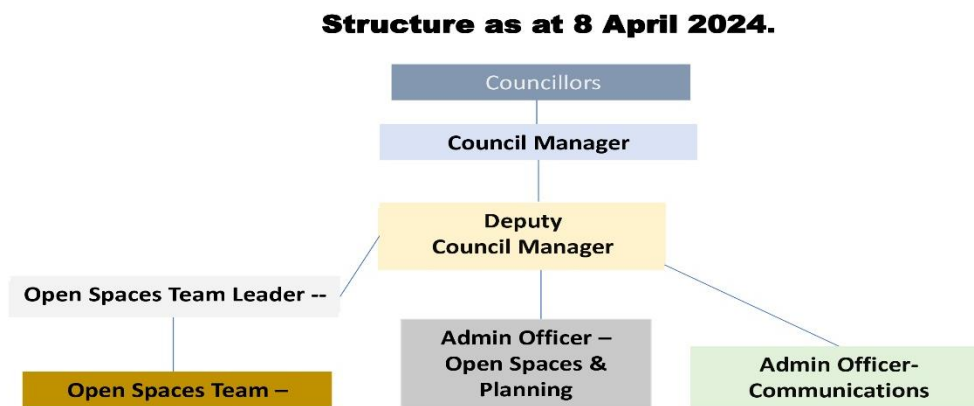 Structure as at 8 April 2024.
Councillors
Council Manager
Deputy
Council Manager
Open Spaces Team Leader --
Admin Officer –
Open Spaces &
Planning
Admin Officer-
Communications
Open Spaces Team –